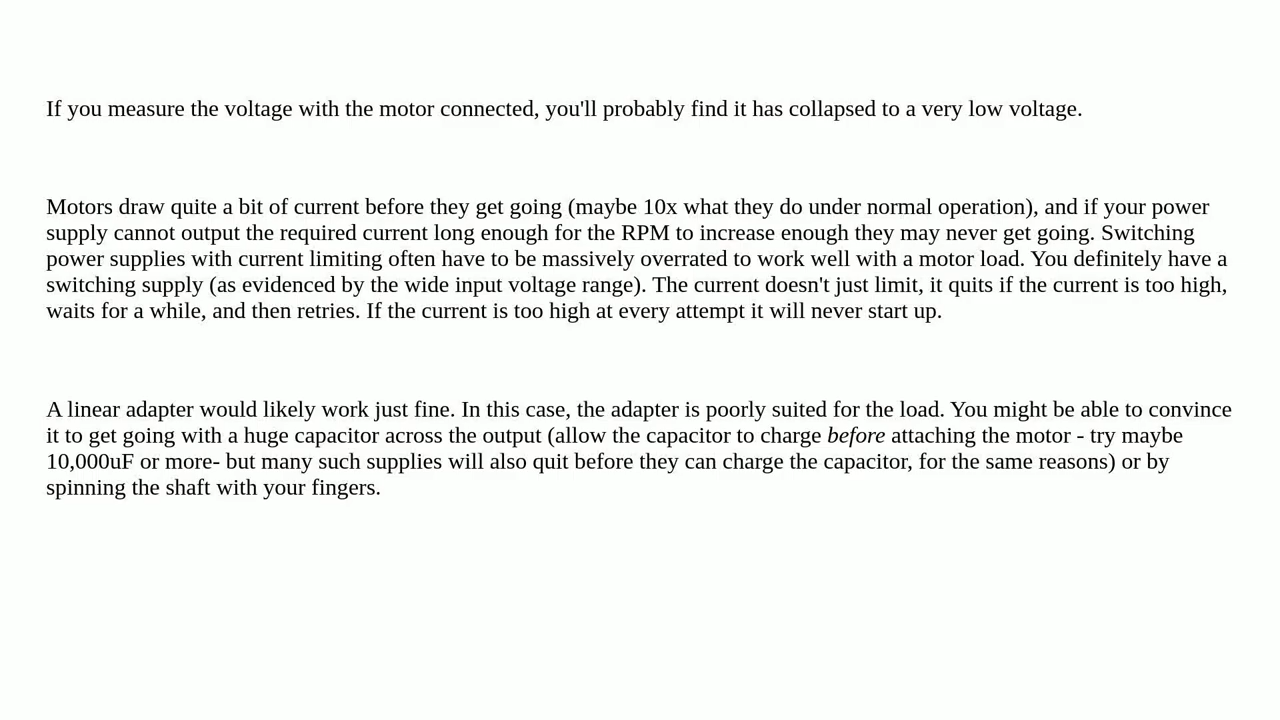 If you measure the voltage with the motor connected, you'll probably find it has collapsed to a very low voltage.
Motors draw quite a bit of current before they get going (maybe 10x what they do under normal operation), and if your power
supply cannot output the required current long enough for the RPM to increase enough they may never get going. Switching
power supplies with current limiting often have to be massively overrated to work well with a motor load. You definitely have a
switching supply (as evidenced by the wide input voltage range). The current doesn't just limit, it quits if the current is too high,
waits for a while, and then retries. If the current is too high at every attempt it will never start up.
A linear adapter would likely work just fine. In this case, the adapter is poorly suited for the load. You might be able to convince
it to get going with a huge capacitor across the output (allow the capacitor to charge before attaching the motor - try maybe
10,000uF or more- but many such supplies will also quit before they can charge the capacitor, for the same reasons) or by
spinning the shaft with your fingers.